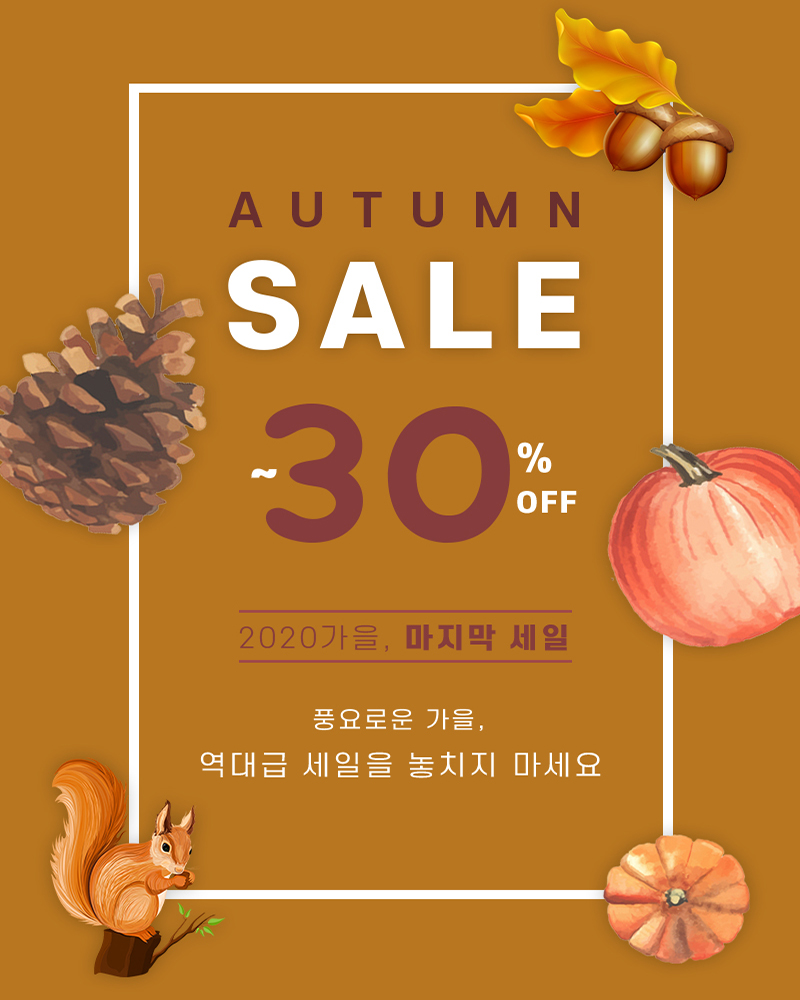 AUTUMN
SALE
~30% OFF
2020가을, 마지막 세일
풍요로운 가을,
역대급 세일을 놓치지 마세요